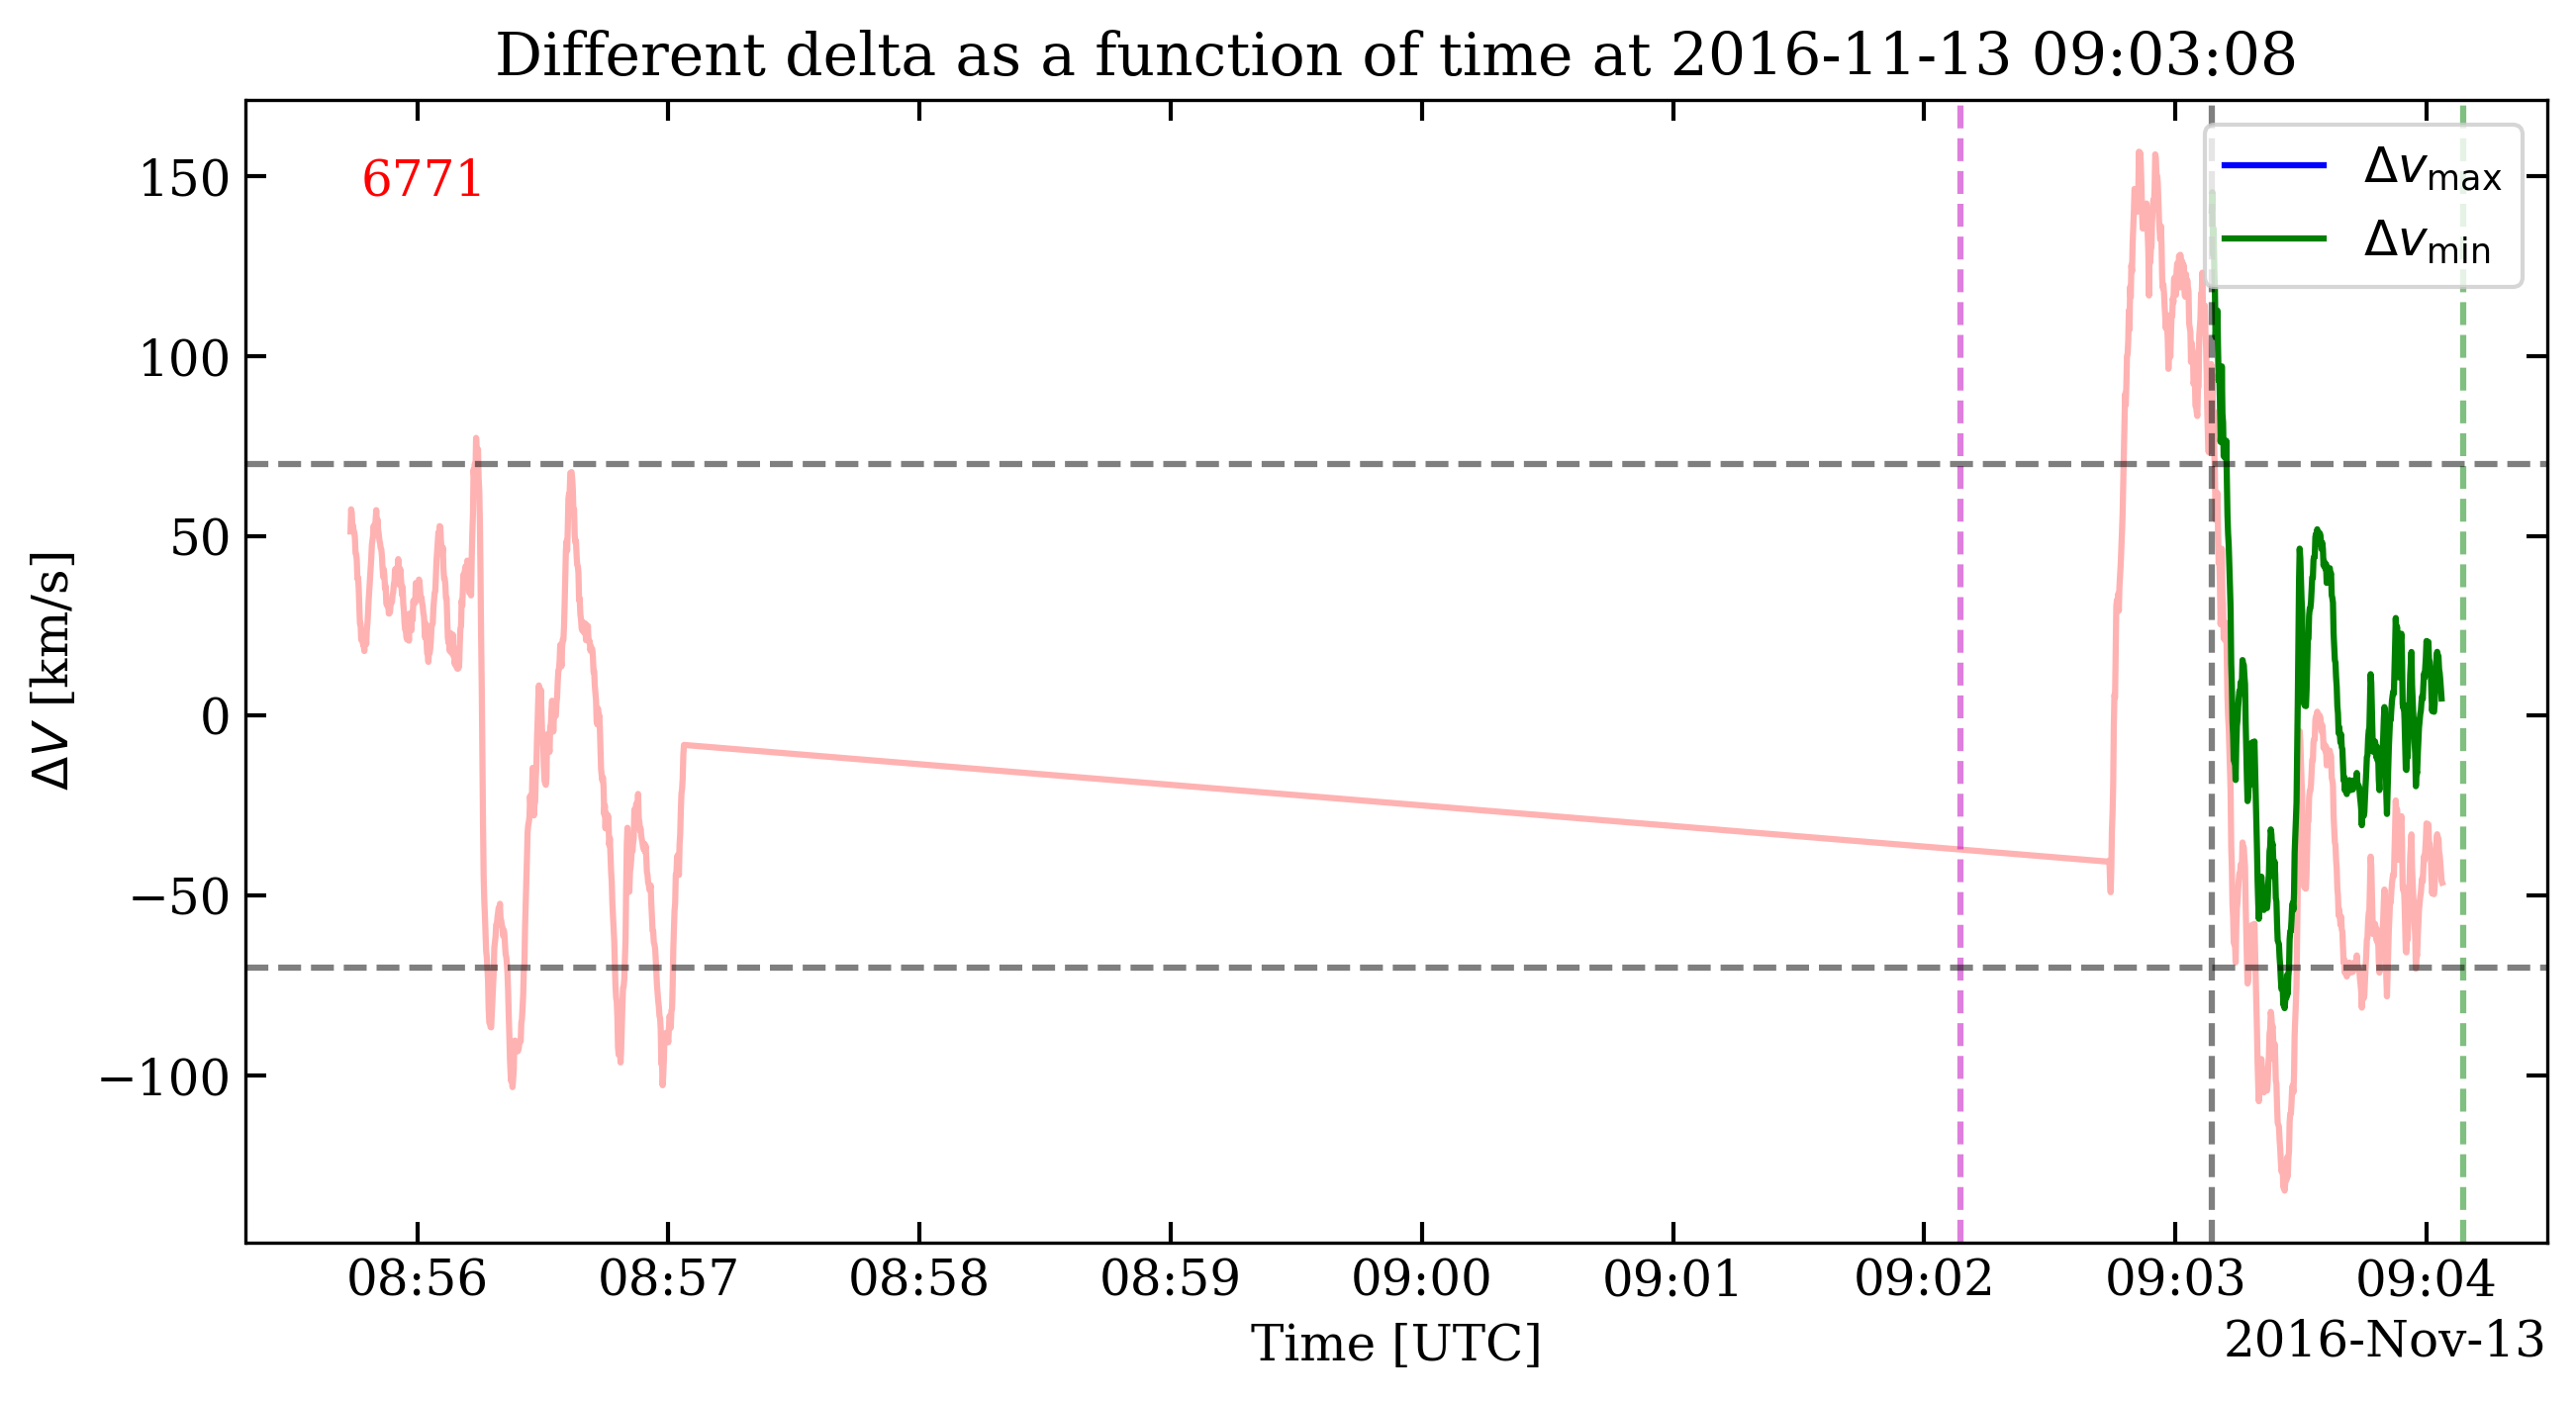 Different delta as a function of time at 2016-11-13 09:03:08
6771
Δv_max
Δv_min
150
100
50
0
−50
−100
ΔV [km/s]
08:56 08:57 08:58 08:59 09:00 09:01 09:02 09:03 09:04
Time [UTC]
2016-Nov-13